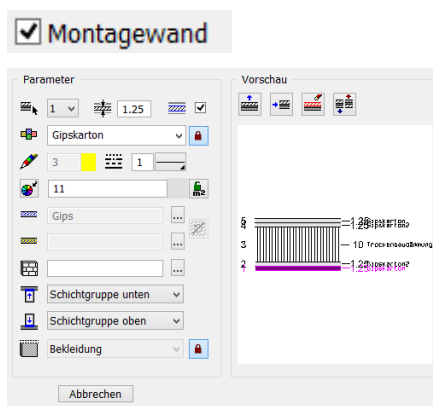 Montagewand
Parameter
1 1.25
Gipskarton
3 1
11 m2
Gips
Schichtgruppe unten
Schichtgruppe oben
Bekleidung
Abbrechen
Vorschau
5
4
3 10
2
1